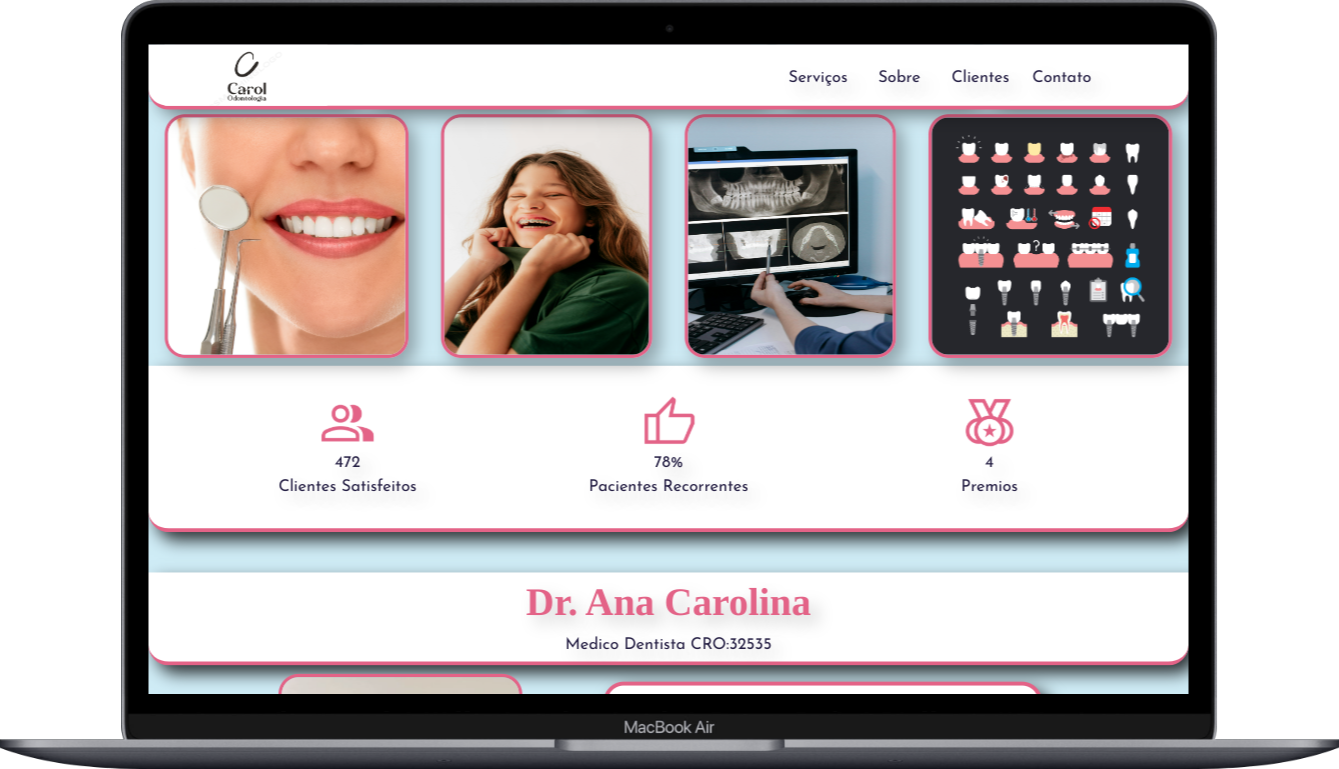 Carol
Odontologia
Serviços Sobre Clientes Contato
472
Clientes Satisfeitos
78%
Pacientes Recorrentes
4
Premios
Dr. Ana Carolina
Medico Dentista CRO:32535
MacBook Air